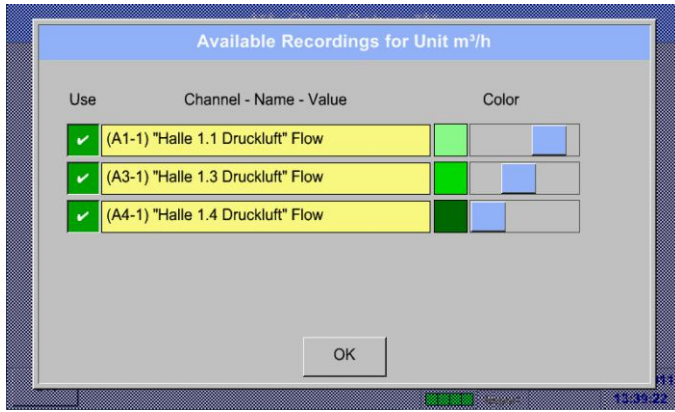 Available Recordings for Unit m³/h
Use Channel - Name - Value Color
✔ (A1-1) "Halle 1.1 Druckluft" Flow
✔ (A3-1) "Halle 1.3 Druckluft" Flow
✔ (A4-1) "Halle 1.4 Druckluft" Flow
OK
13:39:22